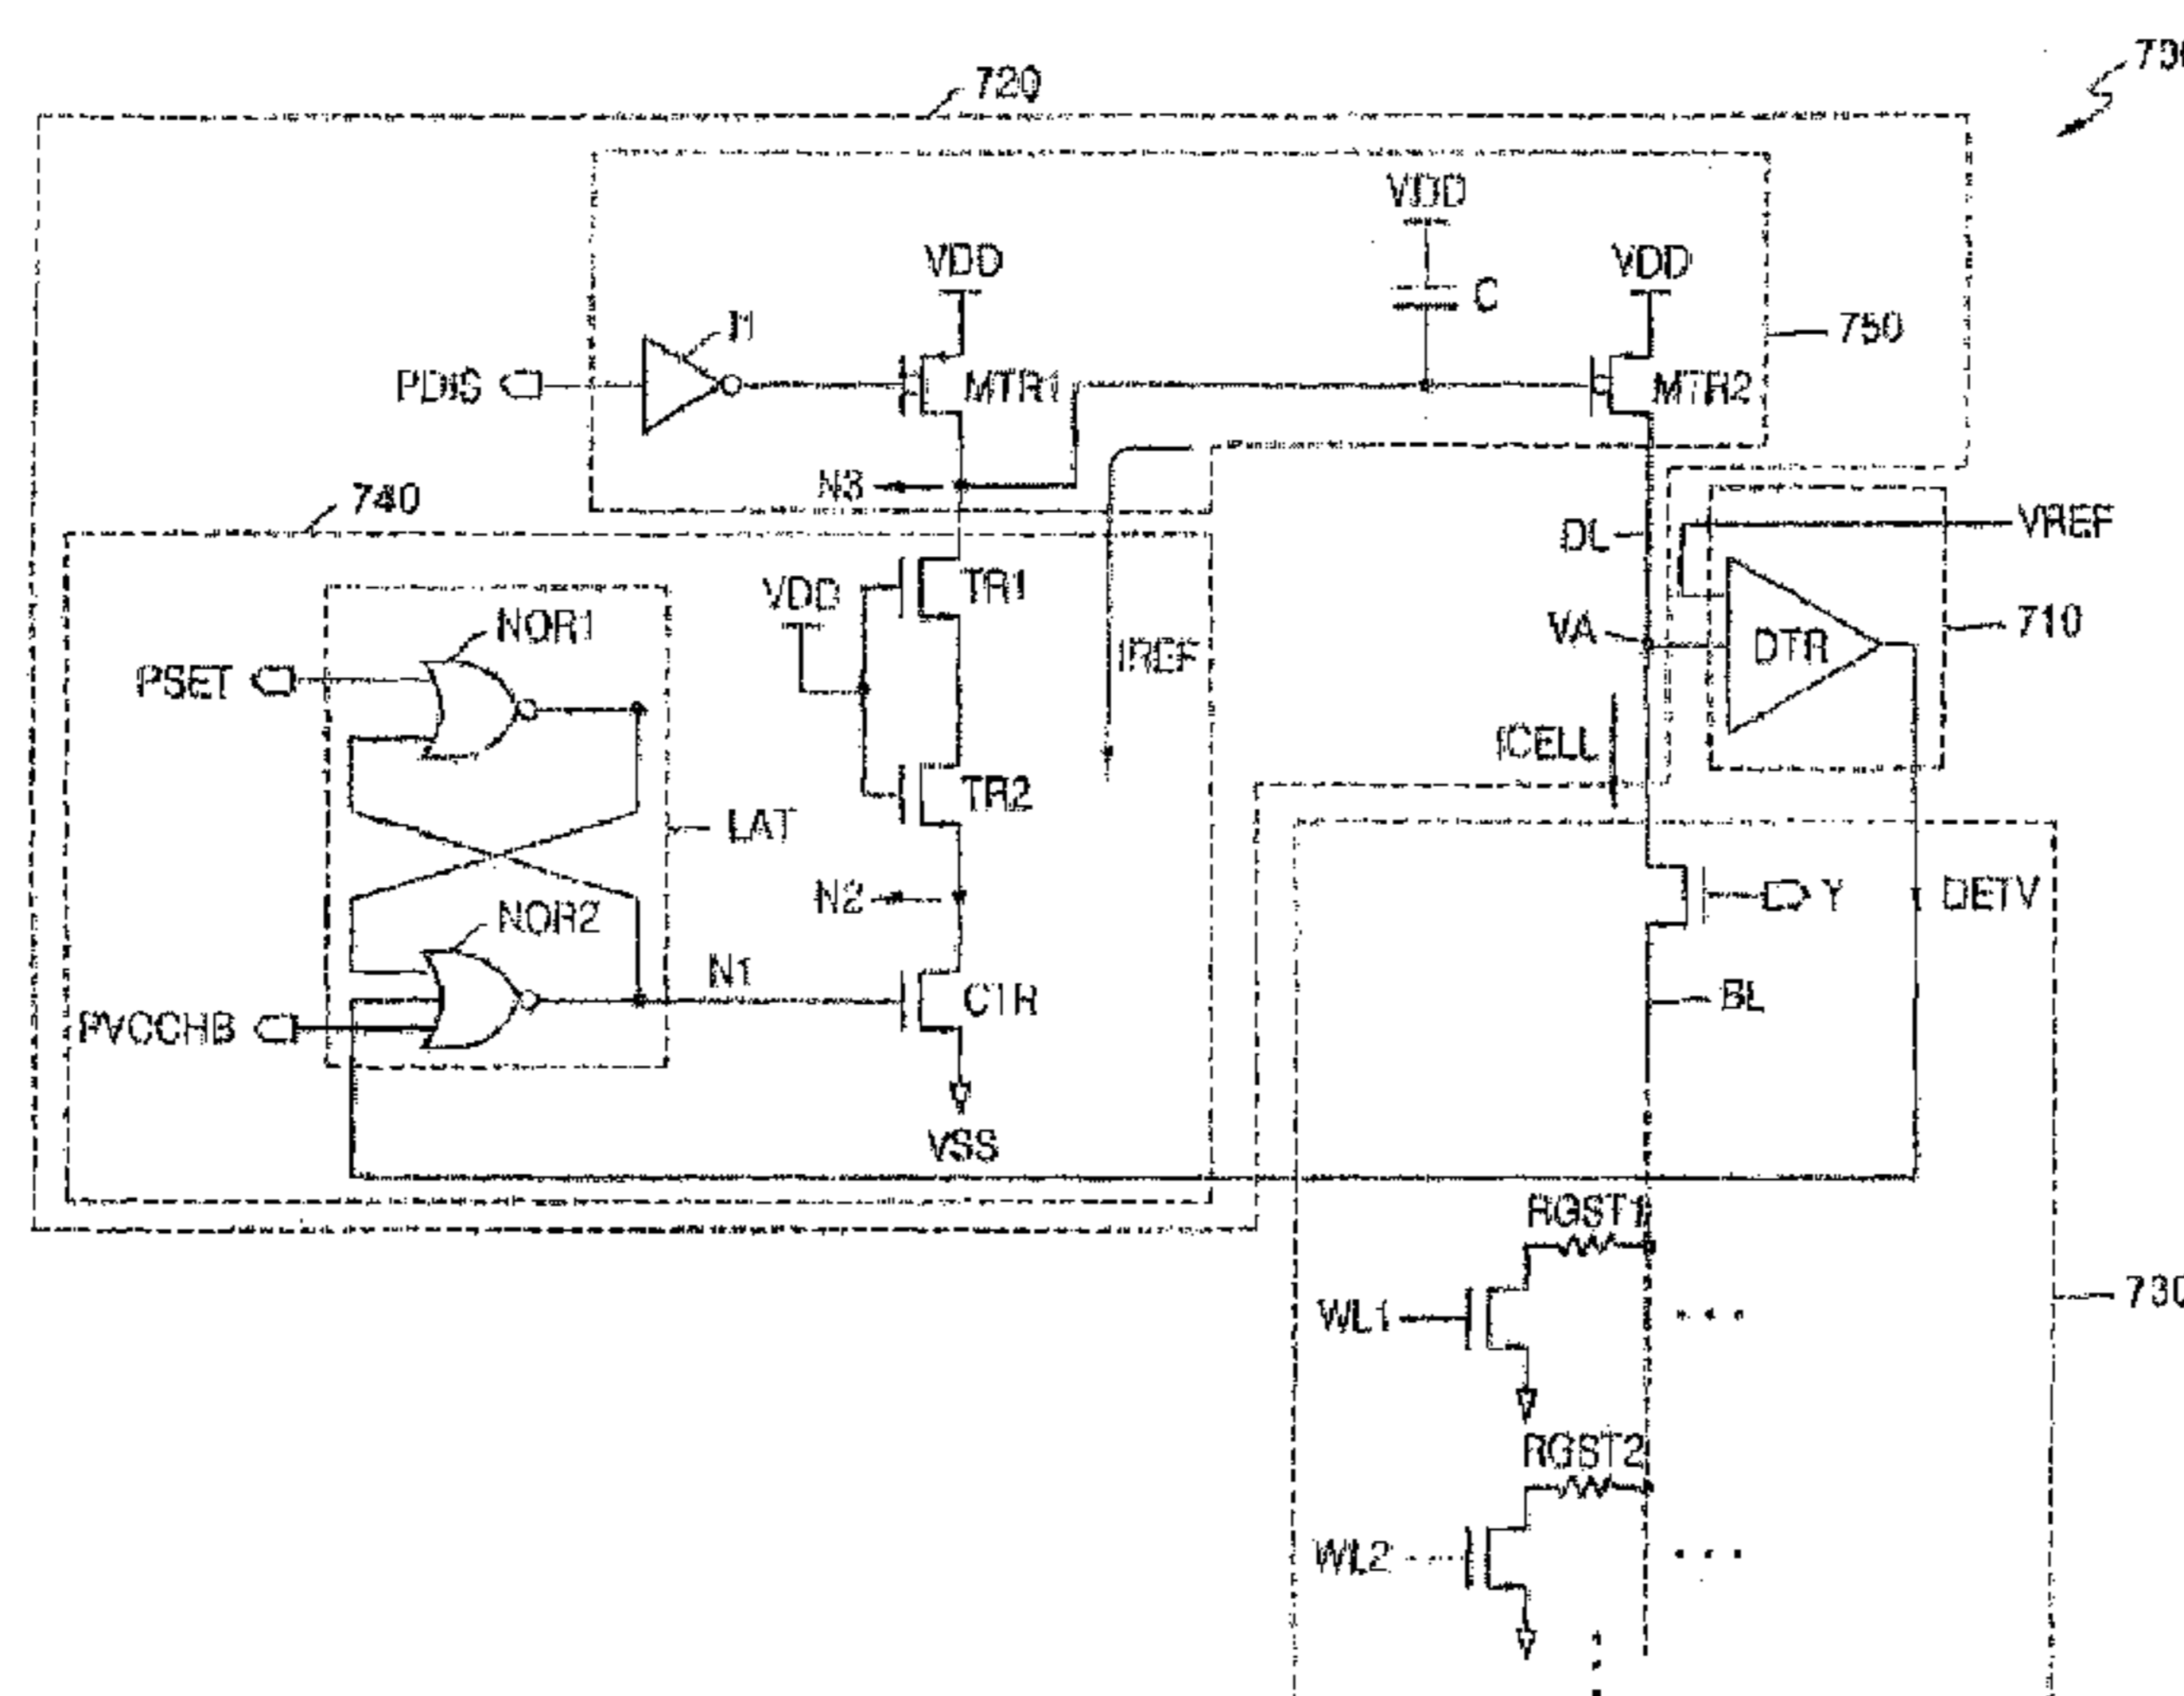 720
VDD
VDD
VDD
C
I1
750
PDIS
MTR1
MTR2
N3
740
VREF
DL
TR1
VDD
NOR1
VA
DTR
710
PSET
IREF
ICELL
TR2
LAT
N2
Y
DETV
NOR2
N1
CTR
BL
PVCCHB
VSS
RGST1
WL1
730
RGST2
WL2